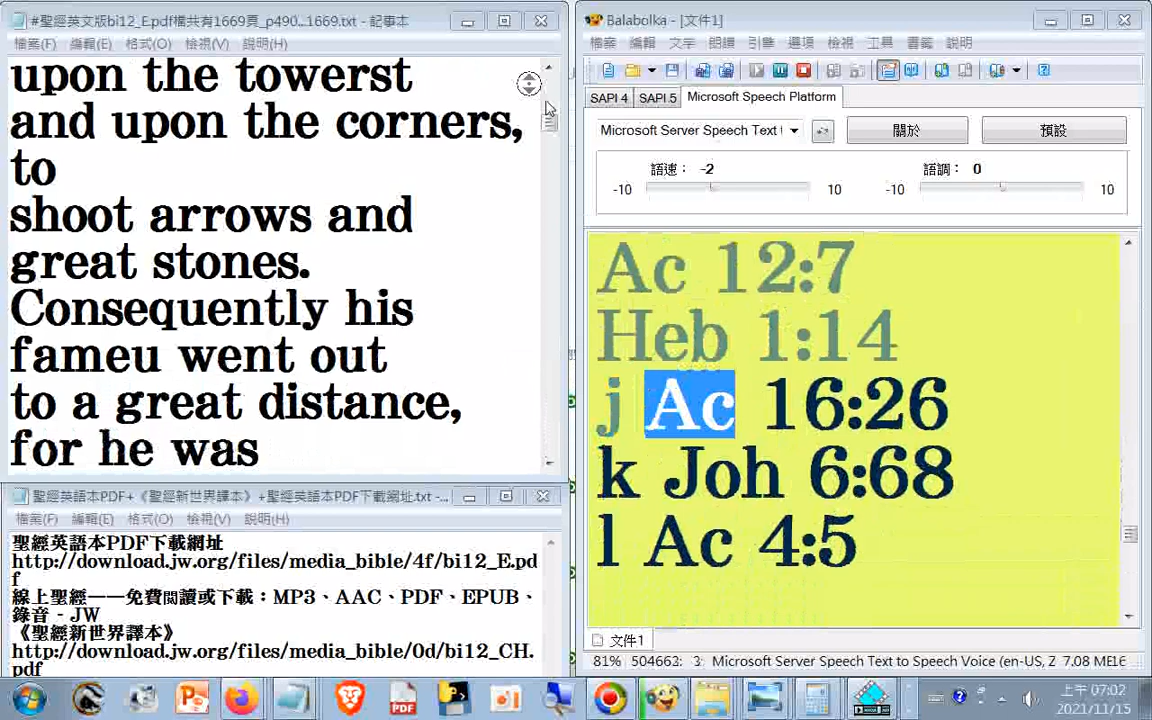 #聖經英文版bi12_E.pdf檔共有1669頁_p490...1669.txt - 記事本
檔案(F) 編輯(E) 格式(O) 檢視(V) 說明(H)
upon the towerst
and upon the corners,
to
shoot arrows and
great stones.
Consequently his
fameu went out
to a great distance,
for he was
聖經英語本PDF+《聖經新世界譯本》+聖經英語本PDF下載網址.txt -...
檔案(F) 編輯(E) 格式(O) 檢視(V) 說明(H)
聖經英語本PDF下載網址
http://download.jw.org/files/media_bible/4f/bi12_E.pd
f
線上聖經——免費閱讀或下載：MP3、AAC、PDF、EPUB、
錄音 - JW
《聖經新世界譯本》
http://download.jw.org/files/media_bible/0d/bi12_CH.
pdf
Balabolka - [文件1]
檔案 編輯 文字 朗讀 引擎 選項 檢視 工具 書籤 說明
SAPI 4 SAPI 5 Microsoft Speech Platform
Microsoft Server Speech Text 關於 預設
語速： -2 語調： 0
-10 10 -10 10
Ac 12:7
Heb 1:14
j Ac 16:26
k Joh 6:68
l Ac 4:5
文件1
81% 504663: 3 Microsoft Server Speech Text to Speech Voice (en-US, Z 7.08 ME16
上午 07:02
2021/11/15